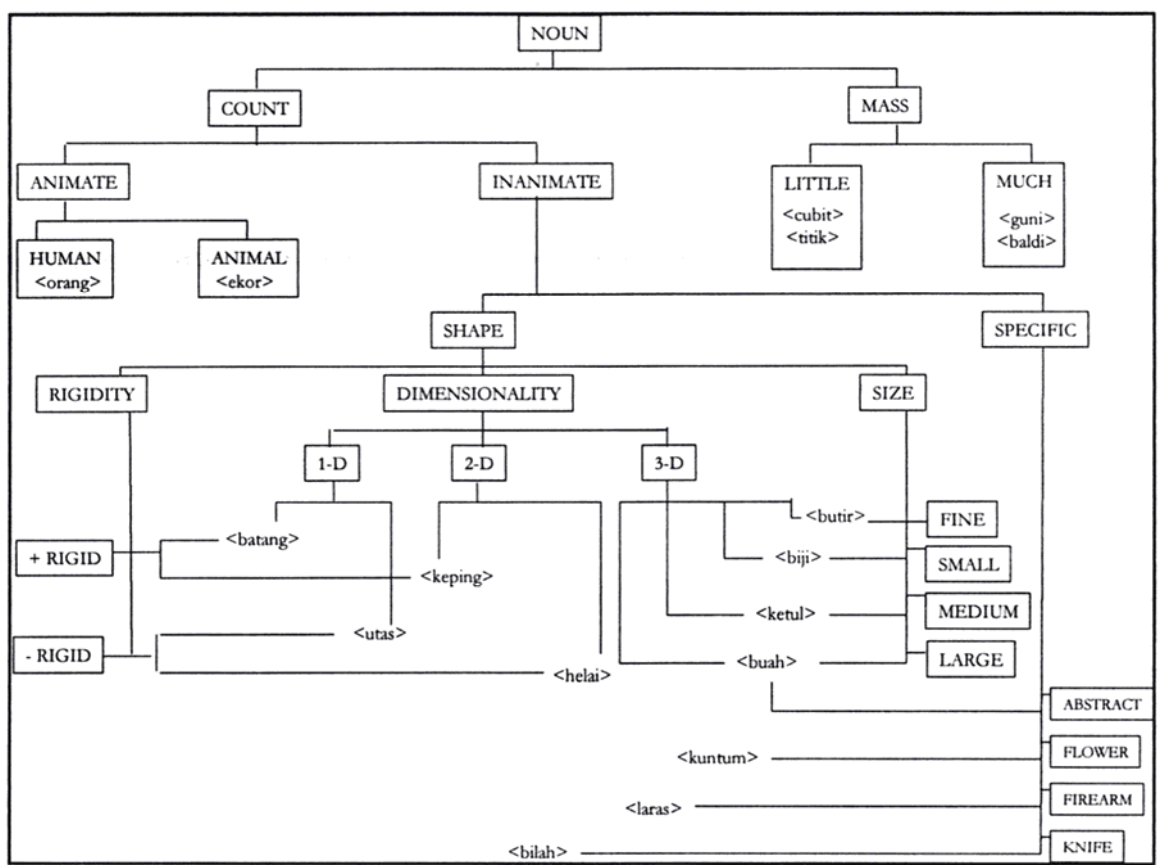 NOUN
COUNT
MASS
ANIMATE
INANIMATE
LITTLE
<cubit>
<titik>
MUCH
<guni>
<baldi>
HUMAN
<orang>
ANIMAL
<ekor>
SHAPE
SPECIFIC
RIGIDITY
DIMENSIONALITY
SIZE
1-D
2-D
3-D
<butir>
FINE
<batang>
+ RIGID
<biji>
SMALL
<keping>
<ketul>
MEDIUM
<utas>
- RIGID
<buah>
LARGE
<helai>
ABSTRACT
<kuntum>
FLOWER
<laras>
FIREARM
<bilah>
KNIFE